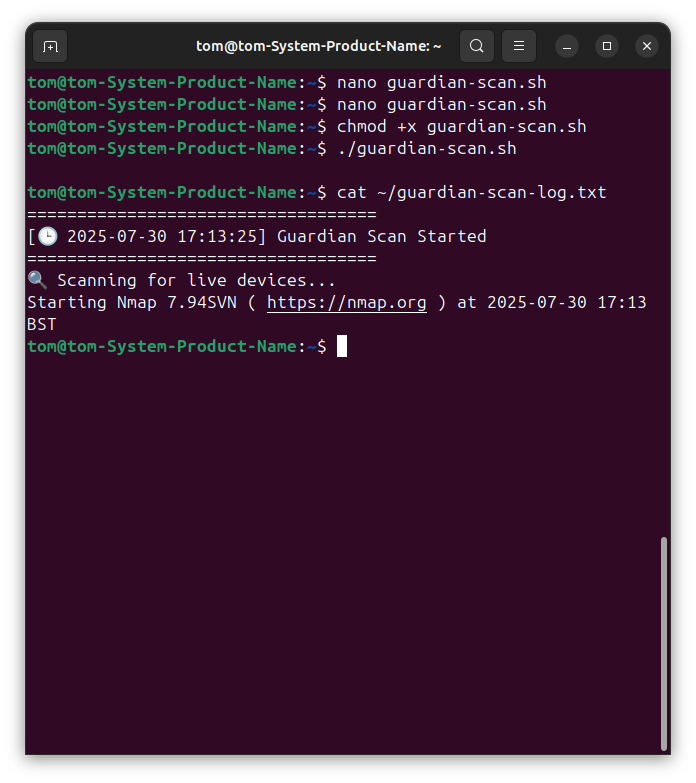 tom@tom-System-Product-Name: ~
tom@tom-System-Product-Name:~$ nano guardian-scan.sh
tom@tom-System-Product-Name:~$ nano guardian-scan.sh
tom@tom-System-Product-Name:~$ chmod +x guardian-scan.sh
tom@tom-System-Product-Name:~$ ./guardian-scan.sh
tom@tom-System-Product-Name:~$ cat ~/guardian-scan-log.txt
===================================
[🕒 2025-07-30 17:13:25] Guardian Scan Started
===================================
🔍 Scanning for live devices...
Starting Nmap 7.94SVN ( https://nmap.org ) at 2025-07-30 17:13
BST
tom@tom-System-Product-Name:~$